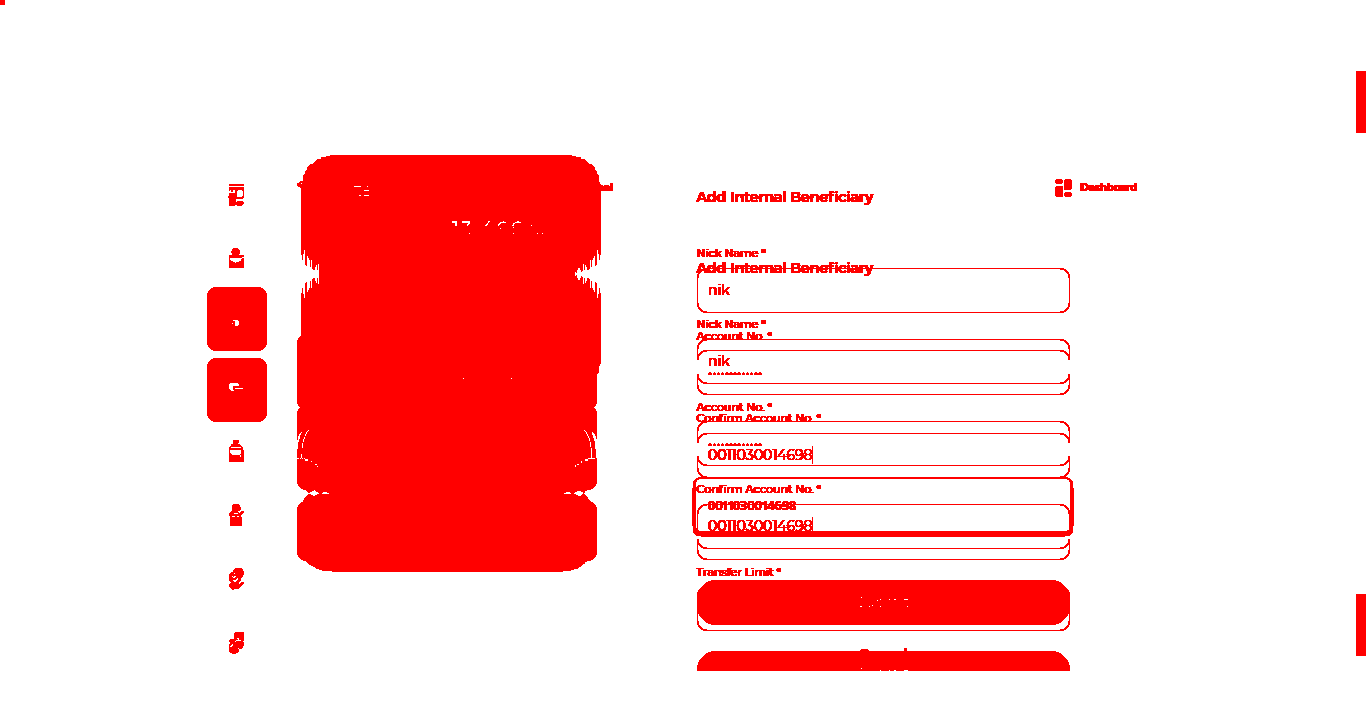 Add Internal Beneficiary
Dashboard
Nick Name *
Add Internal Beneficiary
nik
Nick Name *
Account No. *
nik
•••••••••••••
Account No. *
Confirm Account No. *
•••••••••••••
0011030014698
Confirm Account No. *
0011030014698
0011030014698
Transfer Limit *